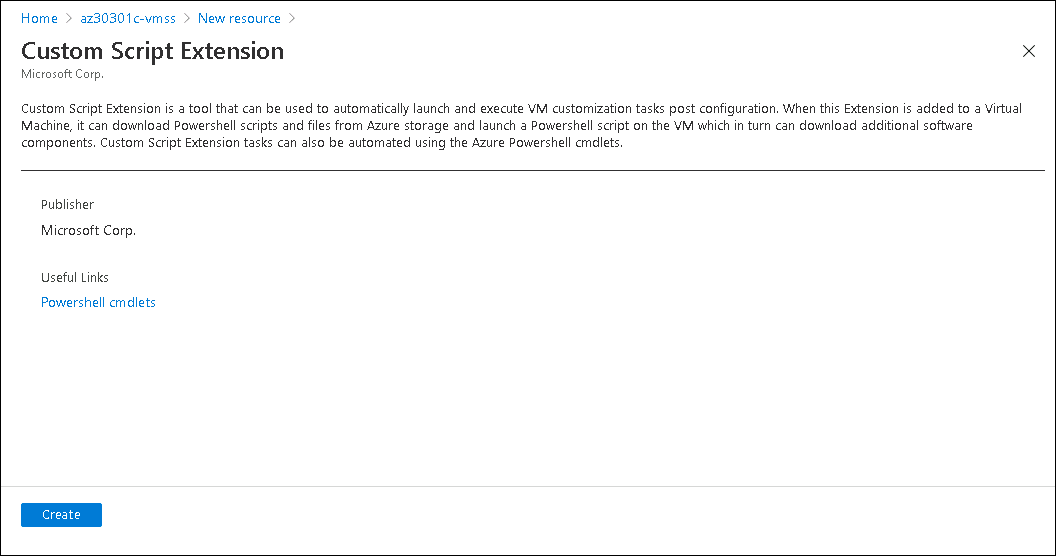 Home > az30301c-vmss > New resource >
Custom Script Extension
Microsoft Corp.
Custom Script Extension is a tool that can be used to automatically launch and execute VM customization tasks post configuration. When this Extension is added to a Virtual
Machine, it can download Powershell scripts and files from Azure storage and launch a Powershell script on the VM which in turn can download additional software
components. Custom Script Extension tasks can also be automated using the Azure Powershell cmdlets.
Publisher
Microsoft Corp.
Useful Links
Powershell cmdlets
Create